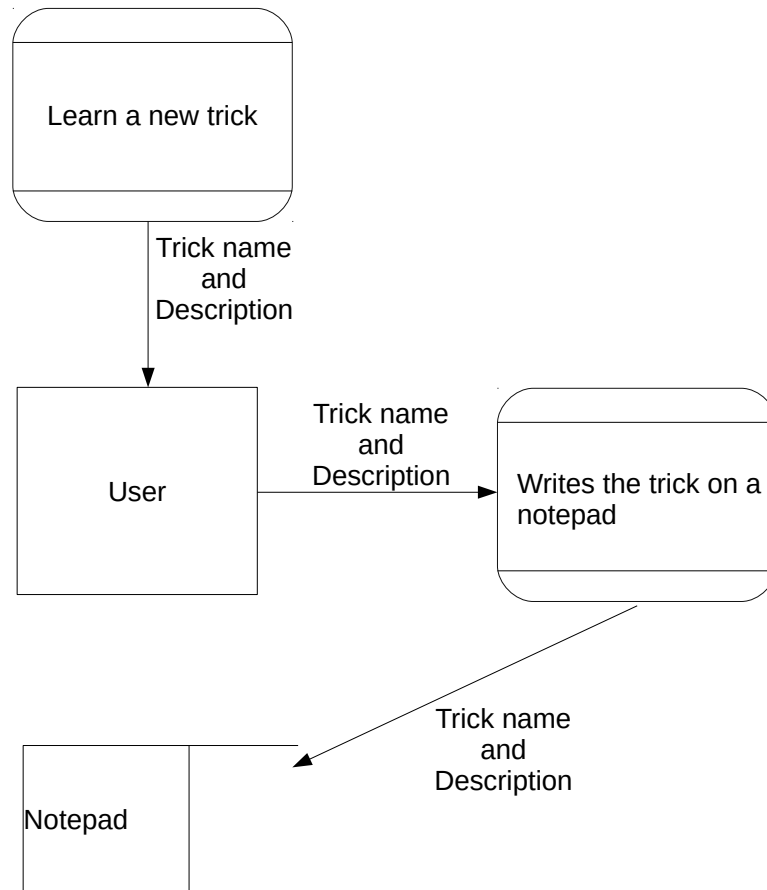 Learn a new trick
Trick name
and
Description
User
Trick name
and
Description
Writes the trick on a
notepad
Trick name
and
Description
Notepad